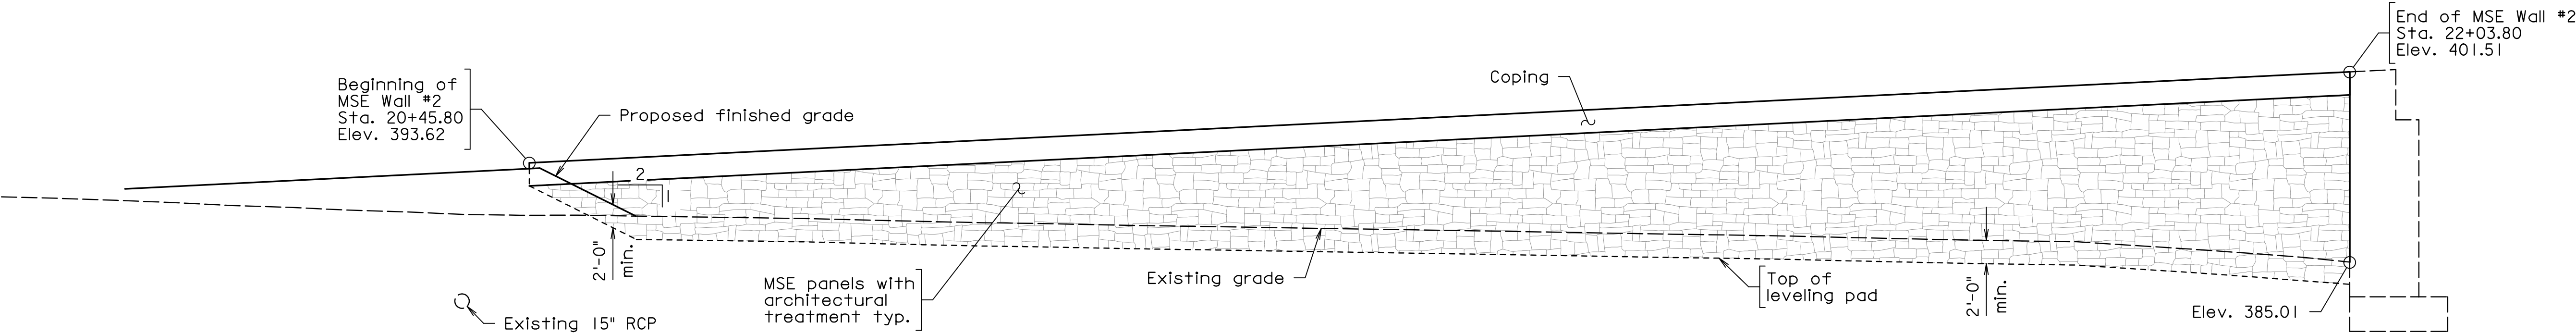 End of MSE Wall #2
Sta. 22+03.80
Elev. 401.51
Coping
Beginning of
MSE Wall #2
Sta. 20+45.80
Elev. 393.62
Proposed finished grade
2
1
2'-0"
min.
MSE panels with
architectural
treatment typ.
Existing grade
Top of
leveling pad
2'-0"
min.
Elev. 385.01
Existing 15" RCP